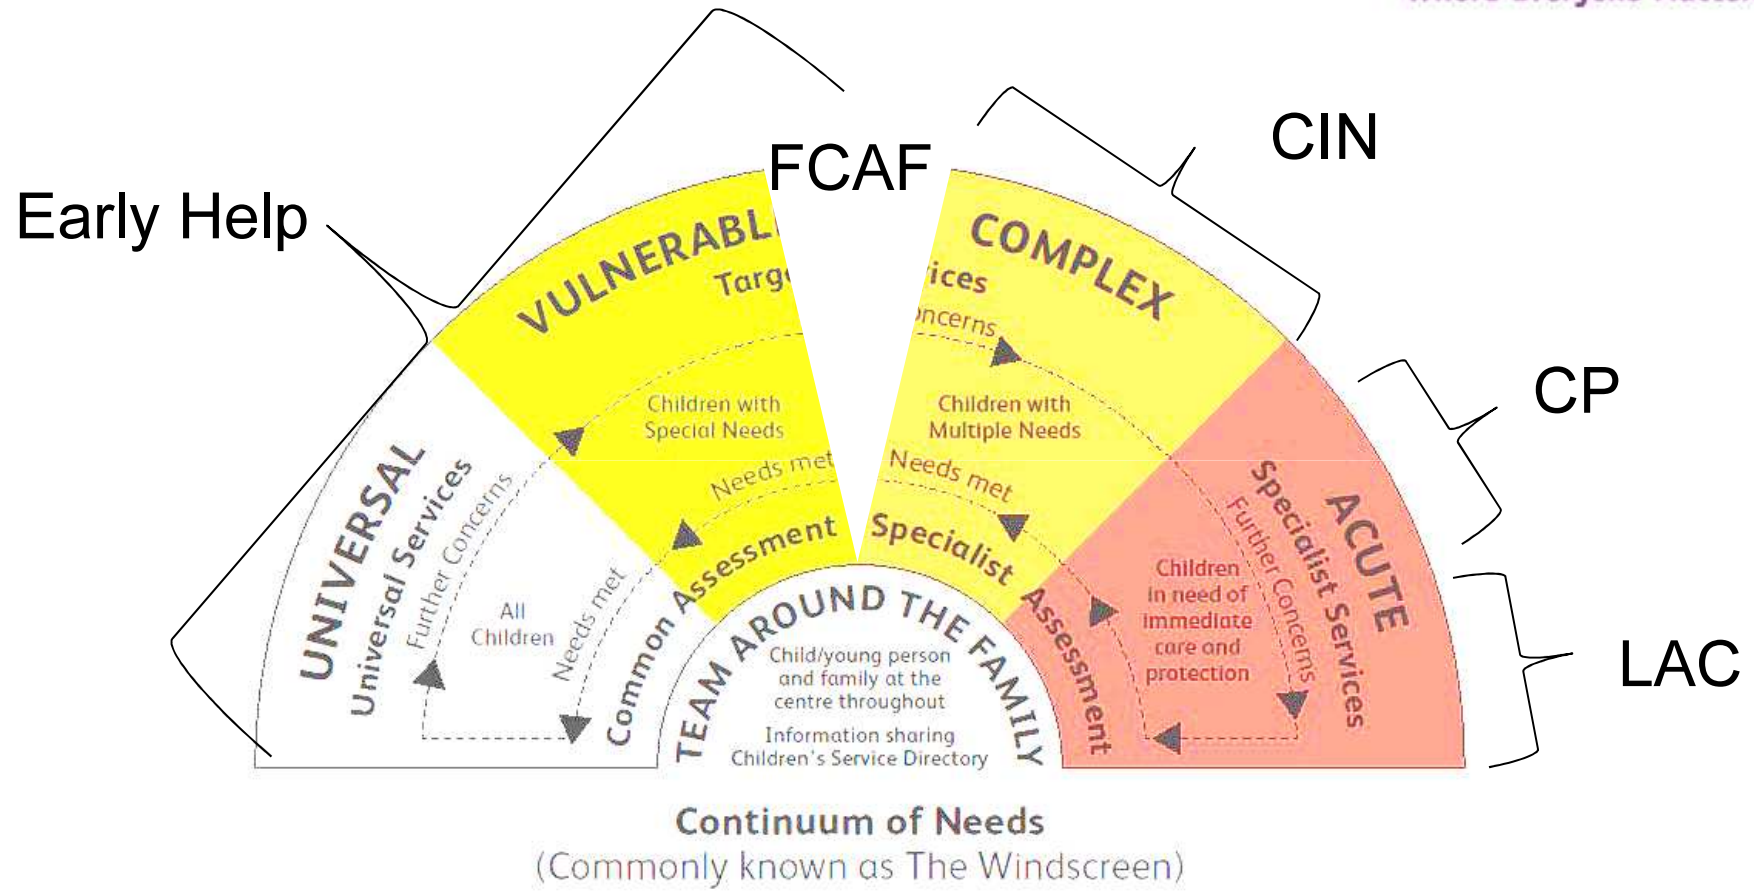 Early Help
FCAF
CIN
CP
LAC
UNIVERSAL
Universal Services
Further Concerns
All
Children
Needs met
VULNERABL
Targe
Children with
Special Needs
Needs met
Common Assessment
COMPLEX
ices
oncerns
Children with
Multiple Needs
Needs met
Specialist Assessment
ACUTE
Specialist Services
Further Concerns
Children
in need of
immediate
care and
protection
TEAM AROUND THE FAMILY
Child/young person
and family at the
centre throughout
Information sharing
Children's Service Directory
Continuum of Needs
(Commonly known as The Windscreen)